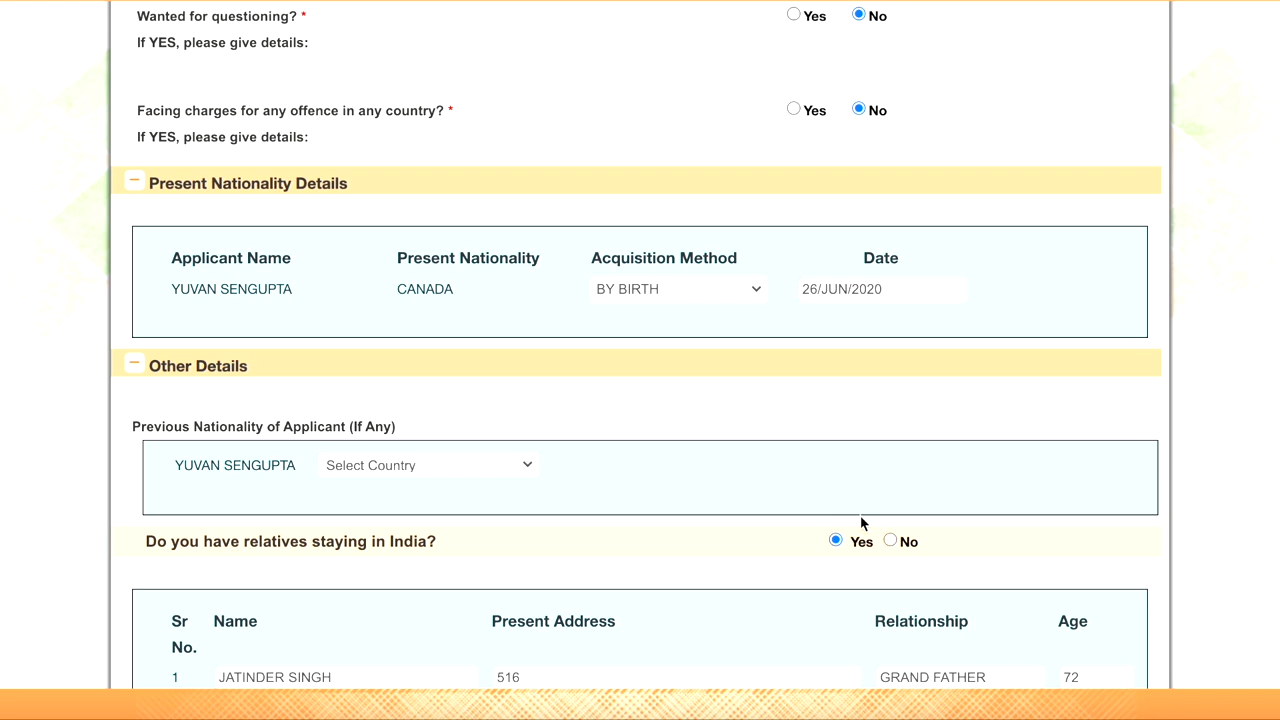 Wanted for questioning? * Yes No
If YES, please give details:
Facing charges for any offence in any country? * Yes No
If YES, please give details:
Present Nationality Details
Applicant Name Present Nationality Acquisition Method Date
YUVAN SENGUPTA CANADA BY BIRTH 26/JUN/2020
Other Details
Previous Nationality of Applicant (If Any)
YUVAN SENGUPTA Select Country
Do you have relatives staying in India? Yes No
Sr No. Name Present Address Relationship Age
1 JATINDER SINGH 516 GRAND FATHER 72